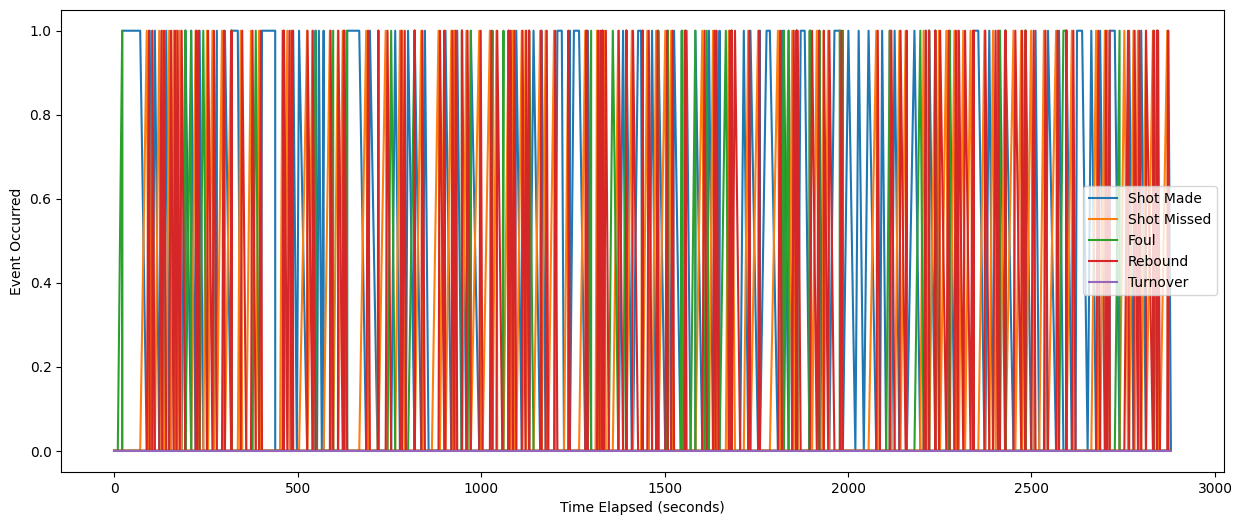 1.0
0.8
0.6
0.4
0.2
0.0
Event Occurred
Shot Made
Shot Missed
Foul
Rebound
Turnover
0 500 1000 1500 2000 2500 3000
Time Elapsed (seconds)